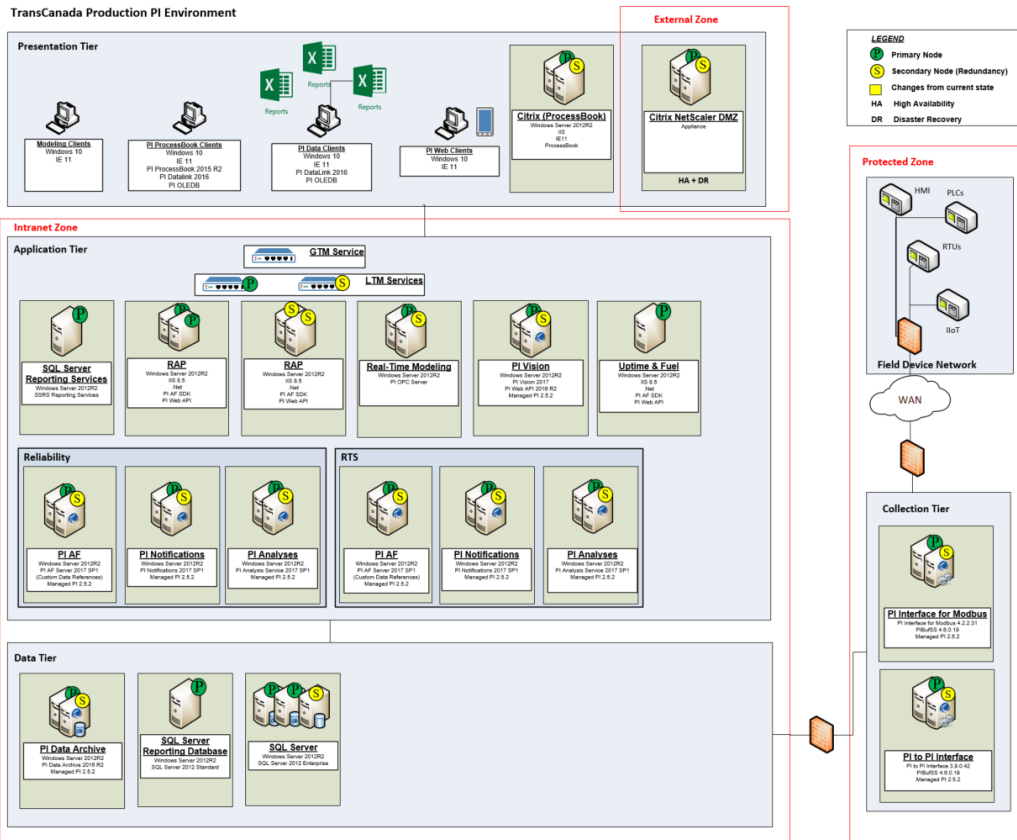 TransCanada Production PI Environment
Presentation Tier
Reports
Reports
Reports
Modeling Clients
Windows 10
IE 11
PI ProcessBook Clients
Windows 10
IE 11
PI ProcessBook 2015 R2
PI Datalink 2016
PI OLEDB
PI Data Clients
Windows 10
IE 11
PI DataLink 2016
PI OLEDB
PI Web Clients
Windows 10
IE 11
P S
Citrix (ProcessBook)
Windows Server 2012R2
IIS
IE11
ProcessBook
External Zone
P S
Citrix NetScaler DMZ
Appliance
HA + DR
LEGEND
P Primary Node
S Secondary Node (Redundancy)
Changes from current state
HA High Availability
DR Disaster Recovery
Intranet Zone
Application Tier
GTM Service
P S LTM Services
P
SQL Server
Reporting Services
Windows Server 2012R2
SSRS Reporting Services
P P
RAP
Windows Server 2012R2
IIS 8.5
.Net
PI AF SDK
PI Web API
S S
RAP
Windows Server 2012R2
IIS 8.5
.Net
PI AF SDK
PI Web API
P S
Real-Time Modeling
Windows Server 2012R2
PI OPC Server
P S
PI Vision
Windows Server 2012R2
PI Vision 2017
PI Web API 2016 R2
Managed PI 2.5.2
P
Uptime & Fuel
Windows Server 2012R2
IIS 8.5
.Net
PI AF SDK
PI Web API
Reliability
P S
PI AF
Windows Server 2012R2
PI AF Server 2017 SP1
(Custom Data References)
Managed PI 2.5.2
P S
PI Notifications
Windows Server 2012R2
PI Notifications 2017 SP1
Managed PI 2.5.2
P S
PI Analyses
Windows Server 2012R2
PI Analysis Service 2017 SP1
Managed PI 2.5.2
RTS
P S
PI AF
Windows Server 2012R2
PI AF Server 2017 SP1
(Custom Data References)
Managed PI 2.5.2
P S
PI Notifications
Windows Server 2012R2
PI Notifications 2017 SP1
Managed PI 2.5.2
P S
PI Analyses
Windows Server 2012R2
PI Analysis Service 2017 SP1
Managed PI 2.5.2
Data Tier
P S
PI Data Archive
Windows Server 2012R2
PI Data Archive 2016 R2
Managed PI 2.5.2
P
SQL Server
Reporting Database
Windows Server 2012R2
SQL Server 2012 Standard
P P S
SQL Server
Windows Server 2012R2
SQL Server 2012 Enterprise
Protected Zone
HMI
PLCs
RTUs
IIoT
Field Device Network
WAN
Collection Tier
P S
PI Interface for Modbus
PI Interface for Modbus 4.2.2.31
PIBufSS 4.6.0.19
Managed PI 2.5.2
P S
PI to PI Interface
PI to PI Interface 3.9.0.42
PIBufSS 4.6.0.19
Managed PI 2.5.2